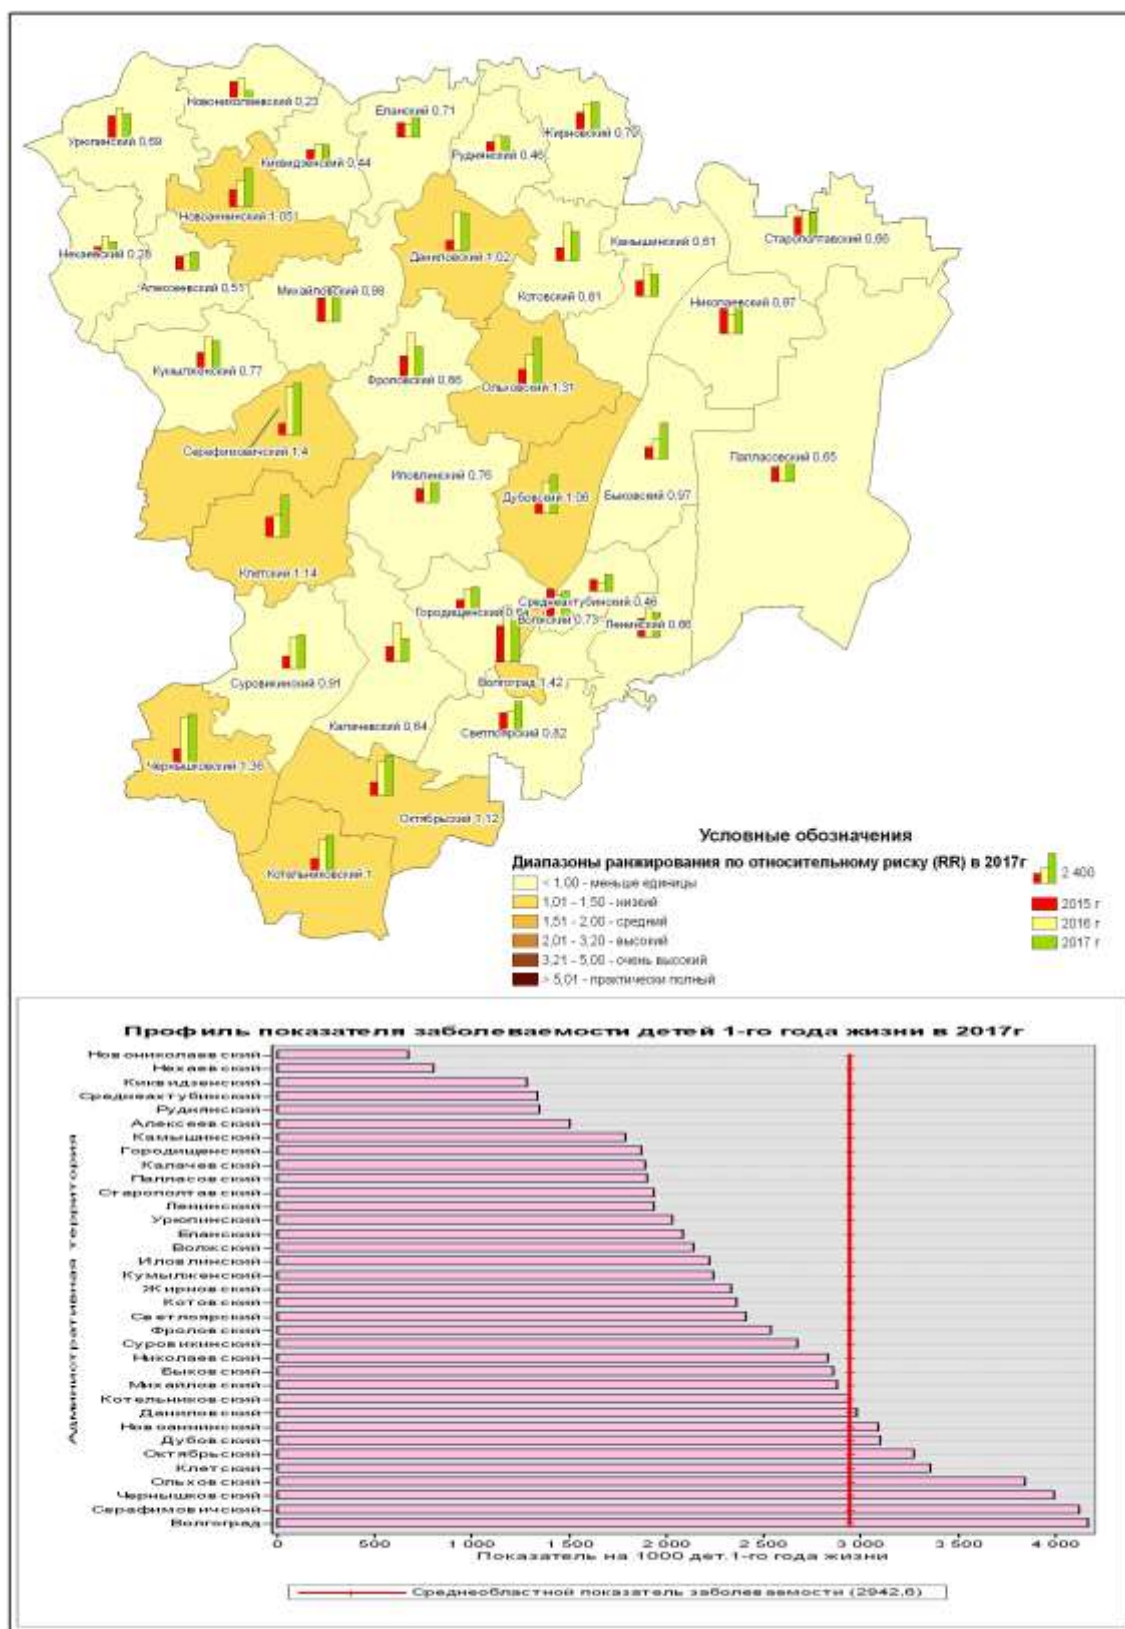 Новониколаевский 0,23
Урюпинский 0,69
Еланский 0,71
Жирновский 0,79
Руднянский 0,46
Киквидзенский 0,44
Новоаннинский 1,051
Нехаевский 0,28
Алексеевский 0,51
Михайловский 0,98
Даниловский 1,02
Котовский 0,81
Камышинский 0,61
Старополтавский 0,66
Николаевский 0,97
Кумылженский 0,77
Фроловский 0,86
Ольховский 1,31
Серафимовичский 1,4
Иловлинский 0,76
Дубовский 1,06
Быковский 0,97
Палласовский 0,65
Клетский 1,14
Городищенский 0,64
Среднеахтубинский 0,46
Волжский 0,73
Ленинский 0,66
Суровикинский 0,91
Волгоград 1,42
Калачевский 0,64
Светлоярский 0,82
Чернышковский 1,36
Октябрьский 1,12
Котельниковский 1
Условные обозначения
Диапазоны ранжирования по относительному риску (RR) в 2017г
< 1,00 - меньше единицы
1,01 - 1,50 - низкий
1,51 - 2,00 - средний
2,01 - 3,20 - высокий
3,21 - 5,00 - очень высокий
> 5,01 - практически полный
2 400
2015 г
2016 г
2017 г
Профиль показателя заболеваемости детей 1-го года жизни в 2017г
Административная территория
Новониколаевский
Нехаевский
Киквидзенский
Среднеахтубинский
Руднянский
Алексеевский
Камышинский
Городищенский
Калачевский
Палласовский
Старополтавский
Ленинский
Урюпинский
Еланский
Волжский
Иловлинский
Кумылженский
Жирновский
Котовский
Светлоярский
Фроловский
Суровикинский
Николаевский
Быковский
Михайловский
Котельниковский
Даниловский
Новоаннинский
Дубовский
Октябрьский
Клетский
Ольховский
Чернышковский
Серафимовичский
Волгоград
0 500 1 000 1 500 2 000 2 500 3 000 3 500 4 000
Показатель на 1000 дет.1-го года жизни
Среднеобластной показатель заболеваемости (2942,6)